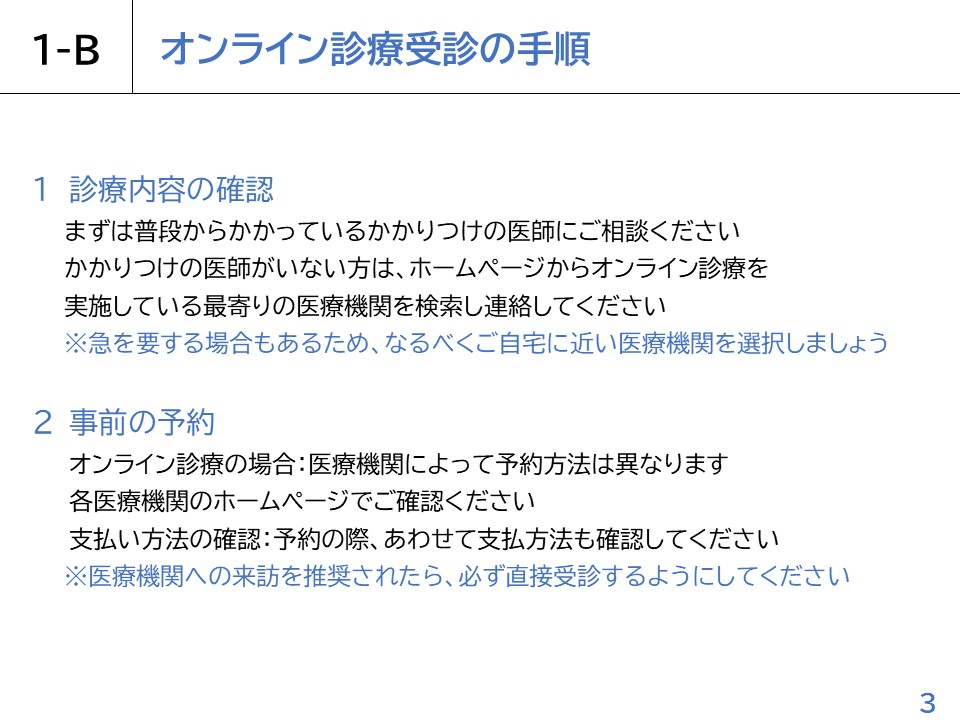 1-B
オンライン診療受診の手順
1 診療内容の確認
まずは普段からかかっているかかりつけの医師にご相談ください
かかりつけの医師がいない方は、ホームページからオンライン診療を
実施している最寄りの医療機関を検索し連絡してください
※急を要する場合もあるため、なるべくご自宅に近い医療機関を選択しましょう
2 事前の予約
オンライン診療の場合：医療機関によって予約方法は異なります
各医療機関のホームページでご確認ください
支払い方法の確認：予約の際、あわせて支払方法も確認してください
※医療機関への来訪を推奨されたら、必ず直接受診するようにしてください
3